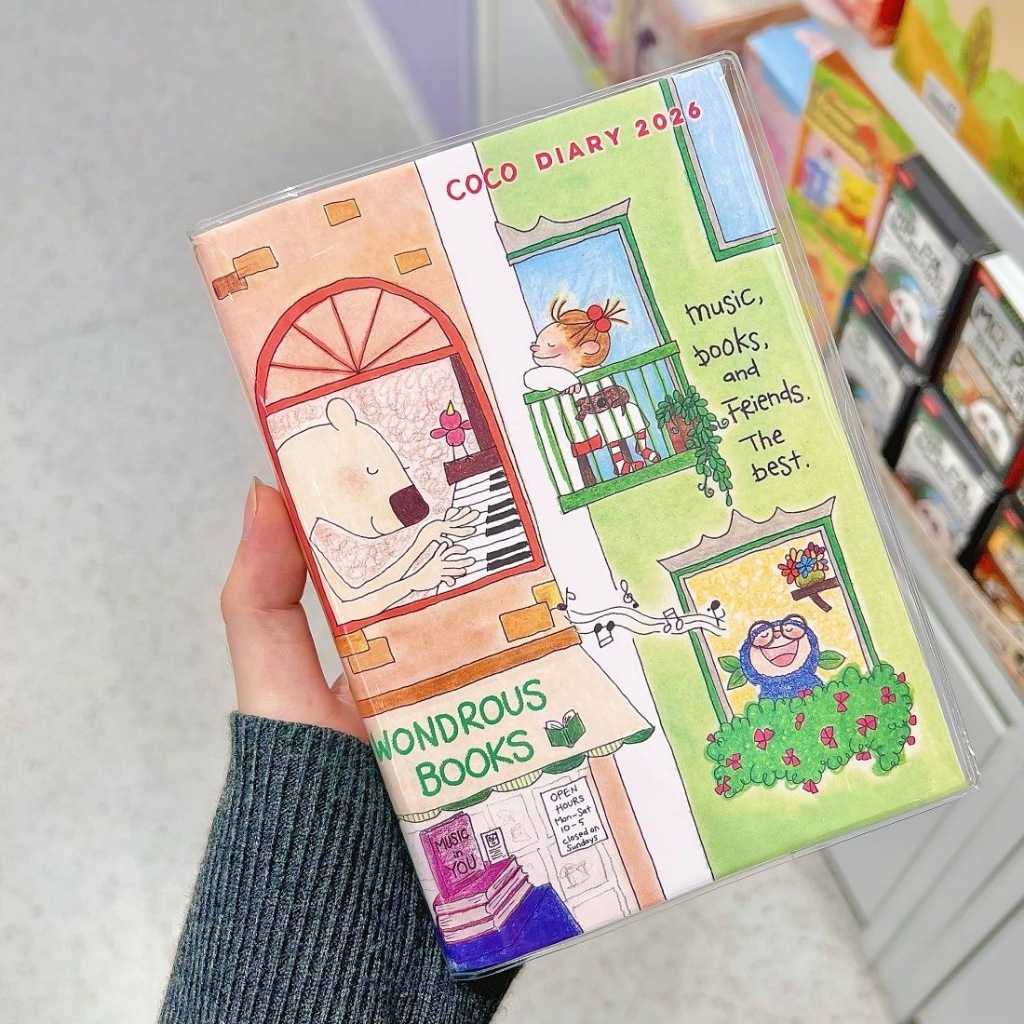 COCO DIARY 2026
music,
books,
and
Friends.
The
best.
WONDROUS
BOOKS
OPEN
HOURS
Mon-Sat
10-5
closed on
Sundays
MUSIC
in
YOU